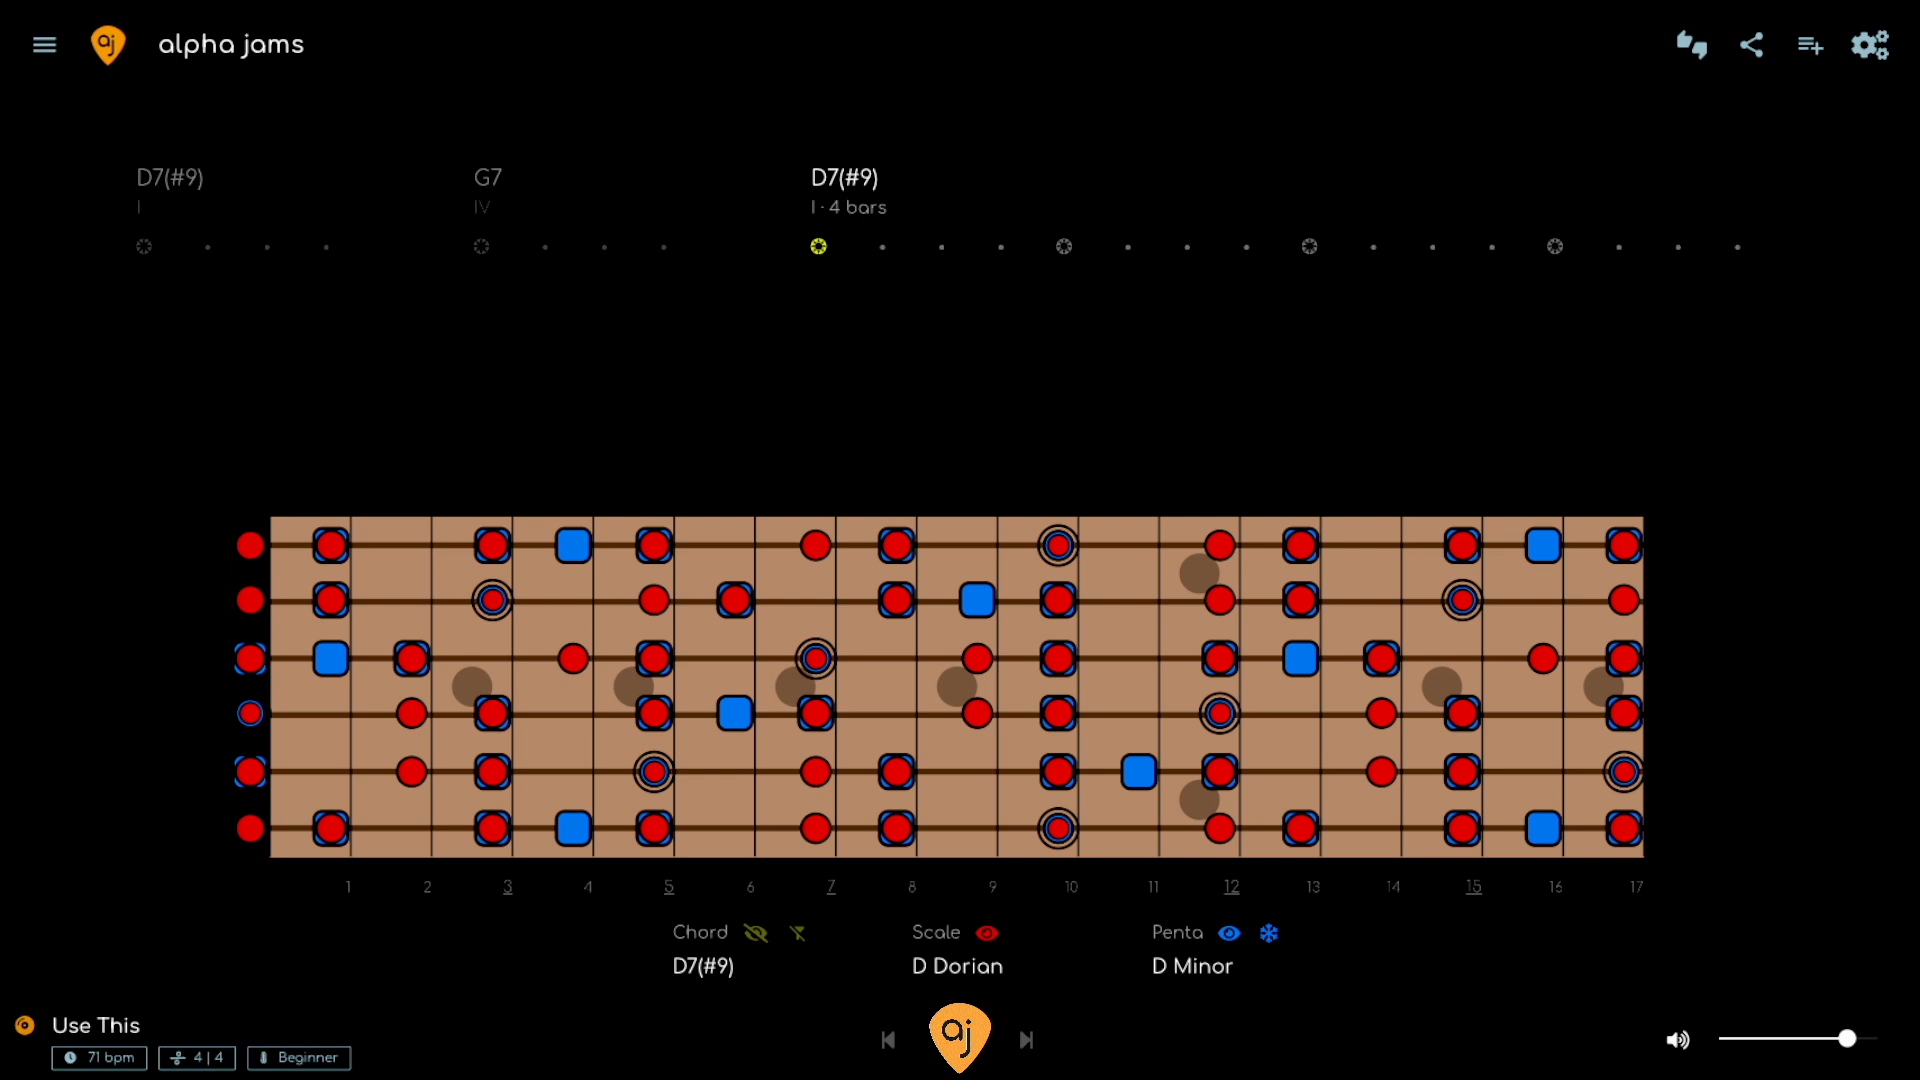 aj alpha jams
D7(#9) G7 D7(#9)
I IV I · 4 bars
1 2 3 4 5 6 7 8 9 10 11 12 13 14 15 16 17
Chord Scale Penta
D7(#9) D Dorian D Minor
Use This
aj
71 bpm 4 | 4 Beginner